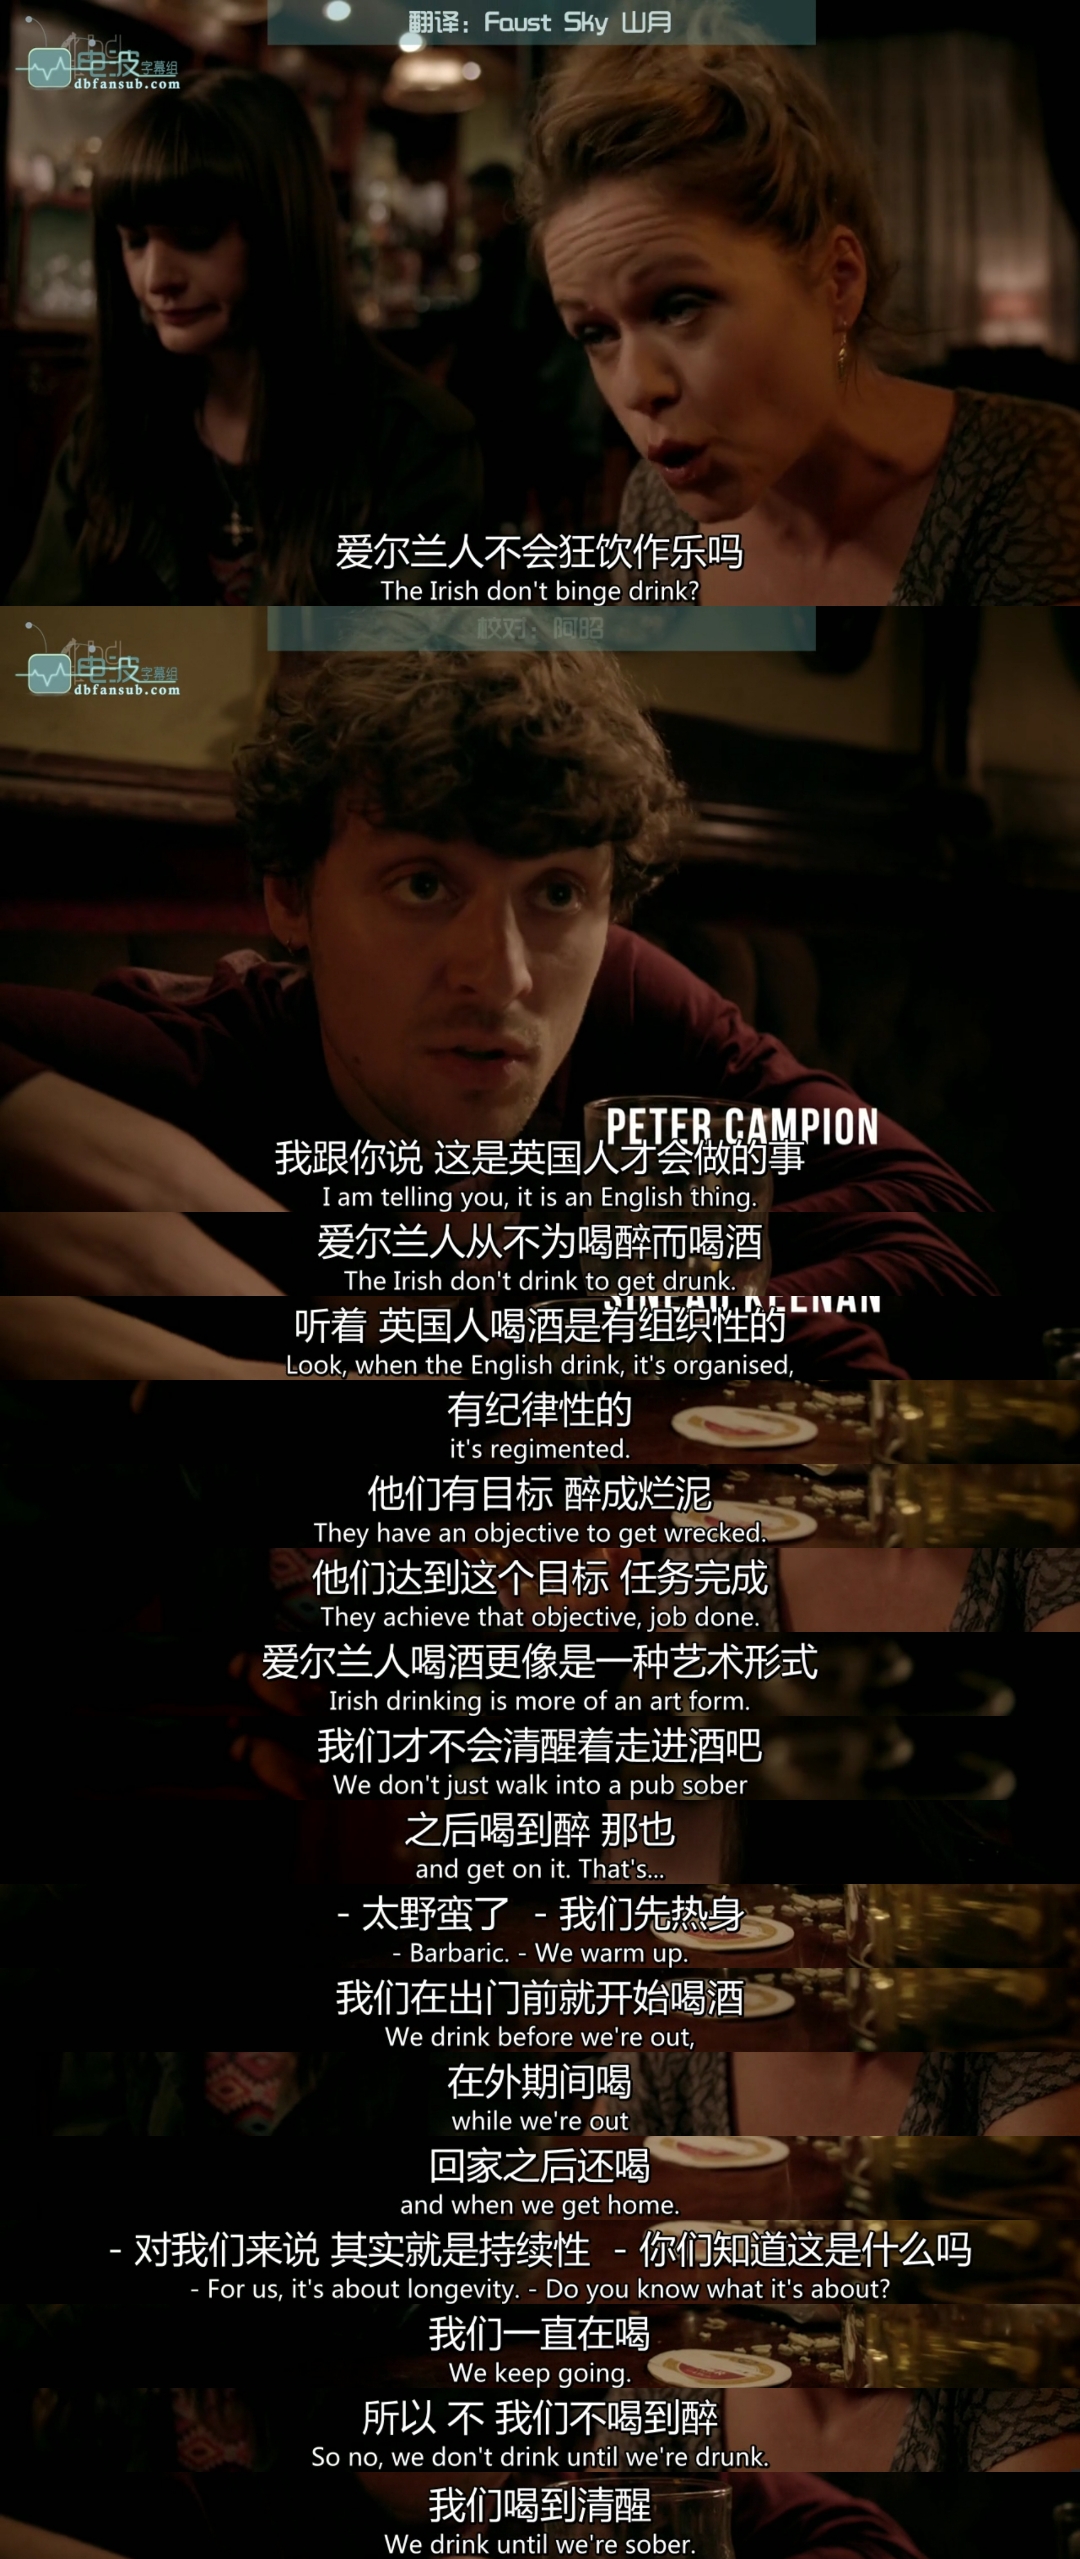 翻译：Faust Sky 山月
电波字幕组
dbfansub.com
爱尔兰人不会狂饮作乐吗
The Irish don't binge drink?
校对：阿昭
电波字幕组
dbfansub.com
PETER CAMPION
我跟你说 这是英国人才会做的事
I am telling you, it is an English thing.
爱尔兰人从不为喝醉而喝酒
The Irish don't drink to get drunk.
KEENAN
听着 英国人喝酒是有组织性的
Look, when the English drink, it's organised,
有纪律性的
it's regimented.
他们有目标 醉成烂泥
They have an objective to get wrecked.
他们达到这个目标 任务完成
They achieve that objective, job done.
爱尔兰人喝酒更像是一种艺术形式
Irish drinking is more of an art form.
我们才不会清醒着走进酒吧
We don't just walk into a pub sober
之后喝到醉 那也
and get on it. That's...
- 太野蛮了 - 我们先热身
- Barbaric. - We warm up.
我们在出门前就开始喝酒
We drink before we're out,
在外期间喝
while we're out
回家之后还喝
and when we get home.
- 对我们来说 其实就是持续性 - 你们知道这是什么吗
- For us, it's about longevity. - Do you know what it's about?
我们一直在喝
We keep going.
所以 不 我们不喝到醉
So no, we don't drink until we're drunk.
我们喝到清醒
We drink until we're sober.